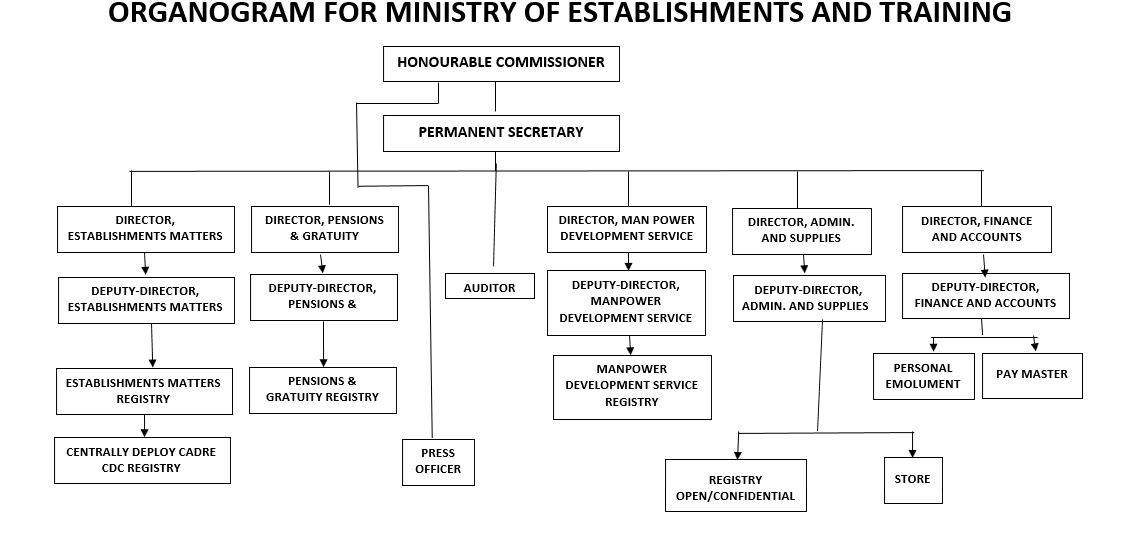 ORGANOGRAM FOR MINISTRY OF ESTABLISHMENTS AND TRAINING
HONOURABLE COMMISSIONER
PERMANENT SECRETARY
DIRECTOR,
ESTABLISHMENTS MATTERS
DIRECTOR, PENSIONS
& GRATUITY
DIRECTOR, MAN POWER
DEVELOPMENT SERVICE
DIRECTOR, ADMIN.
AND SUPPLIES
DIRECTOR, FINANCE
AND ACCOUNTS
DEPUTY-DIRECTOR,
ESTABLISHMENTS MATTERS
DEPUTY-DIRECTOR,
PENSIONS &
AUDITOR
DEPUTY-DIRECTOR,
MANPOWER
DEVELOPMENT SERVICE
DEPUTY-DIRECTOR,
ADMIN. AND SUPPLIES
DEPUTY-DIRECTOR,
FINANCE AND ACCOUNTS
ESTABLISHMENTS MATTERS
REGISTRY
PENSIONS &
GRATUITY REGISTRY
MANPOWER
DEVELOPMENT SERVICE
REGISTRY
PERSONAL
EMOLUMENT
PAY MASTER
CENTRALLY DEPLOY CADRE
CDC REGISTRY
PRESS
OFFICER
REGISTRY
OPEN/CONFIDENTIAL
STORE